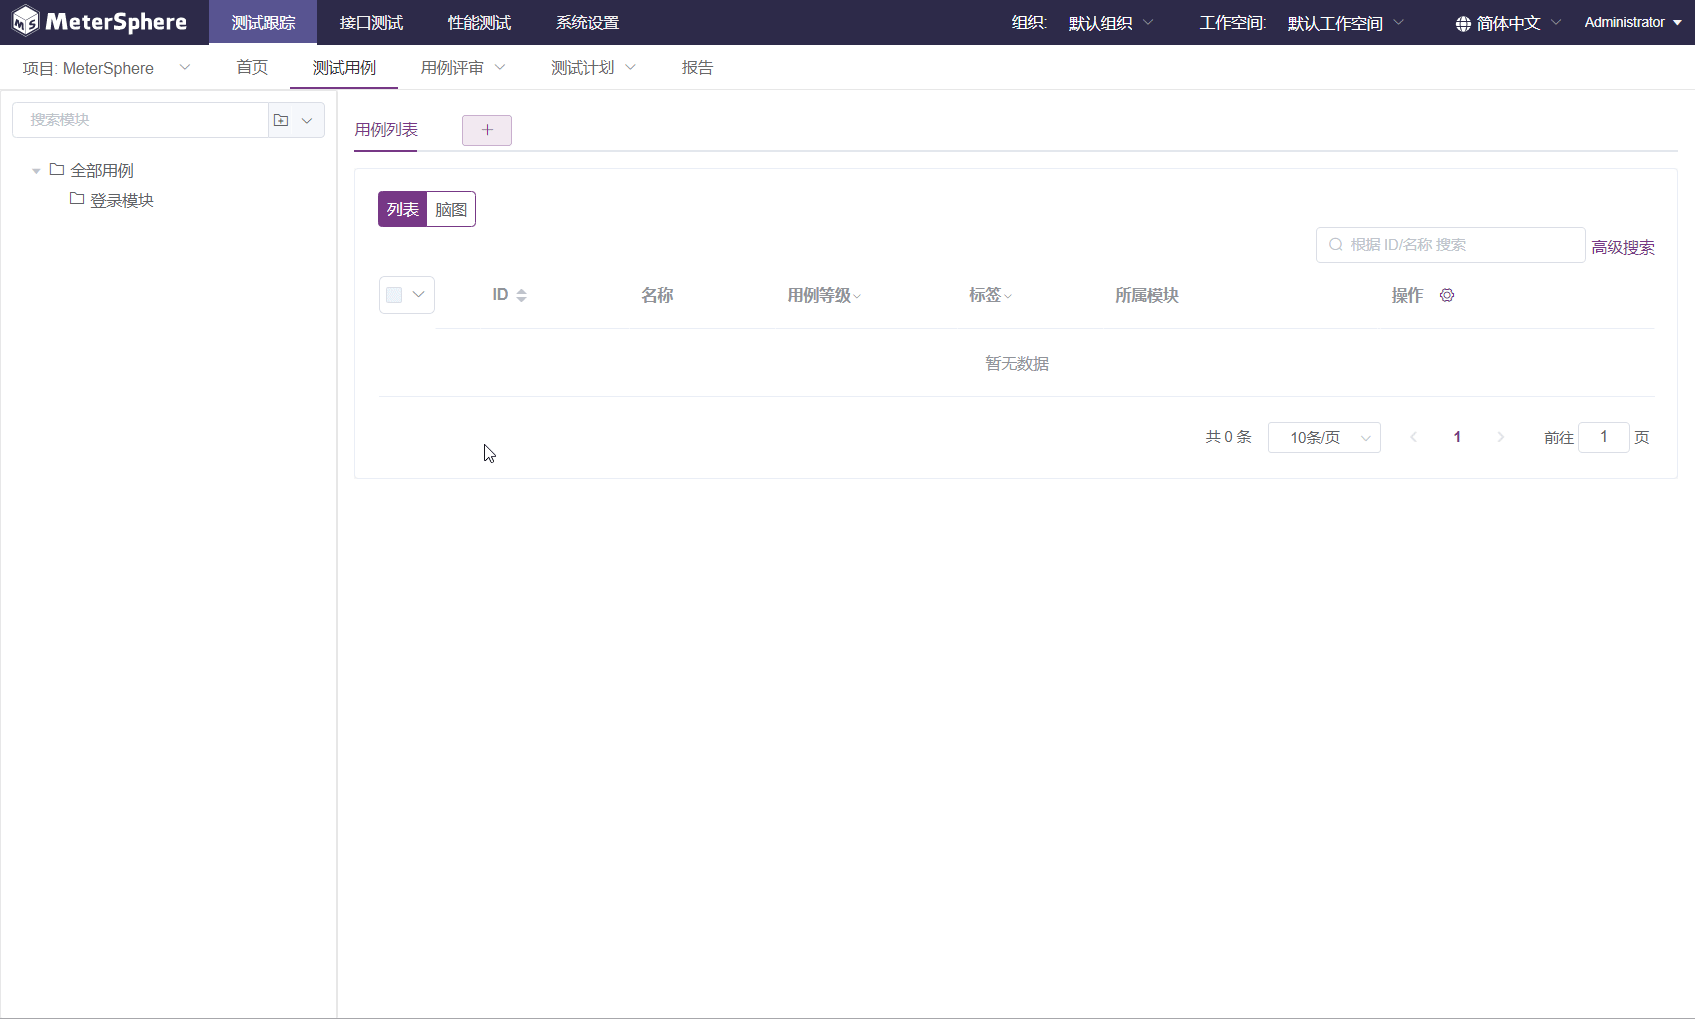 MeterSphere 测试跟踪 接口测试 性能测试 系统设置 组织: 默认组织 工作空间: 默认工作空间 简体中文 Administrator
项目: MeterSphere 首页 测试用例 用例评审 测试计划 报告
搜索模块
全部用例
登录模块
用例列表 +
列表 脑图
根据 ID/名称 搜索 高级搜索
ID 名称 用例等级 标签 所属模块 操作
暂无数据
共 0 条 10条/页 1 前往 1 页